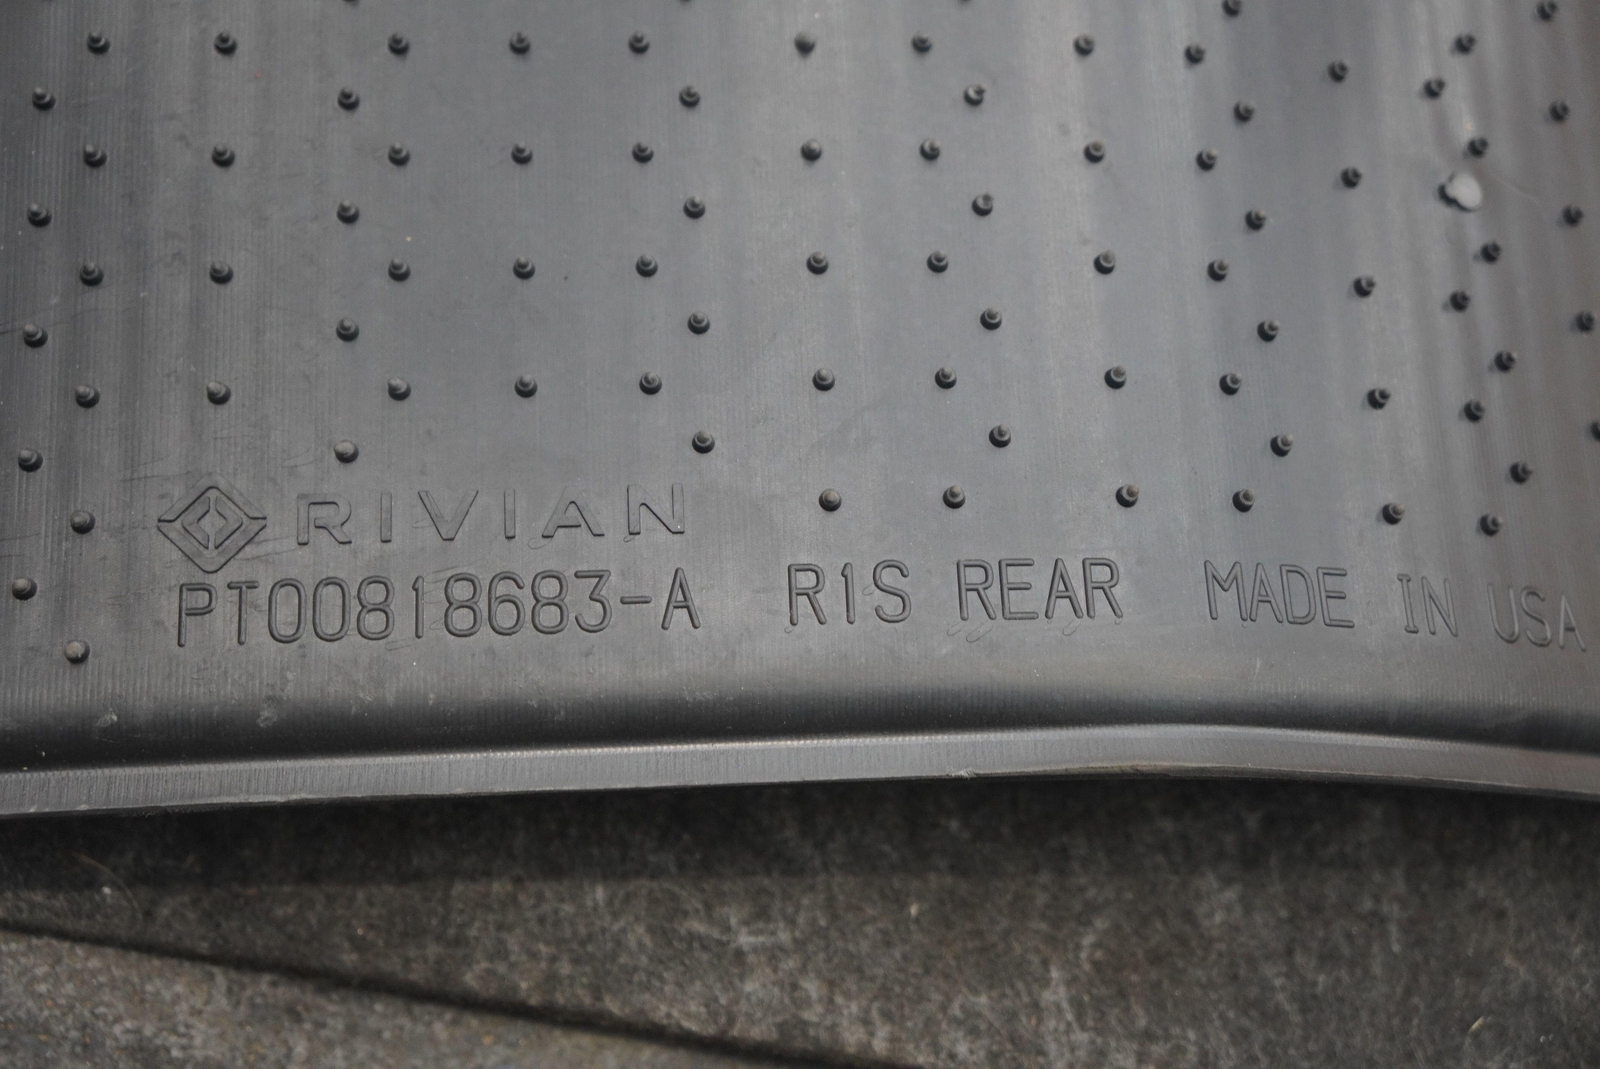 RIVIAN
PT00818683-A R1S REAR MADE IN USA